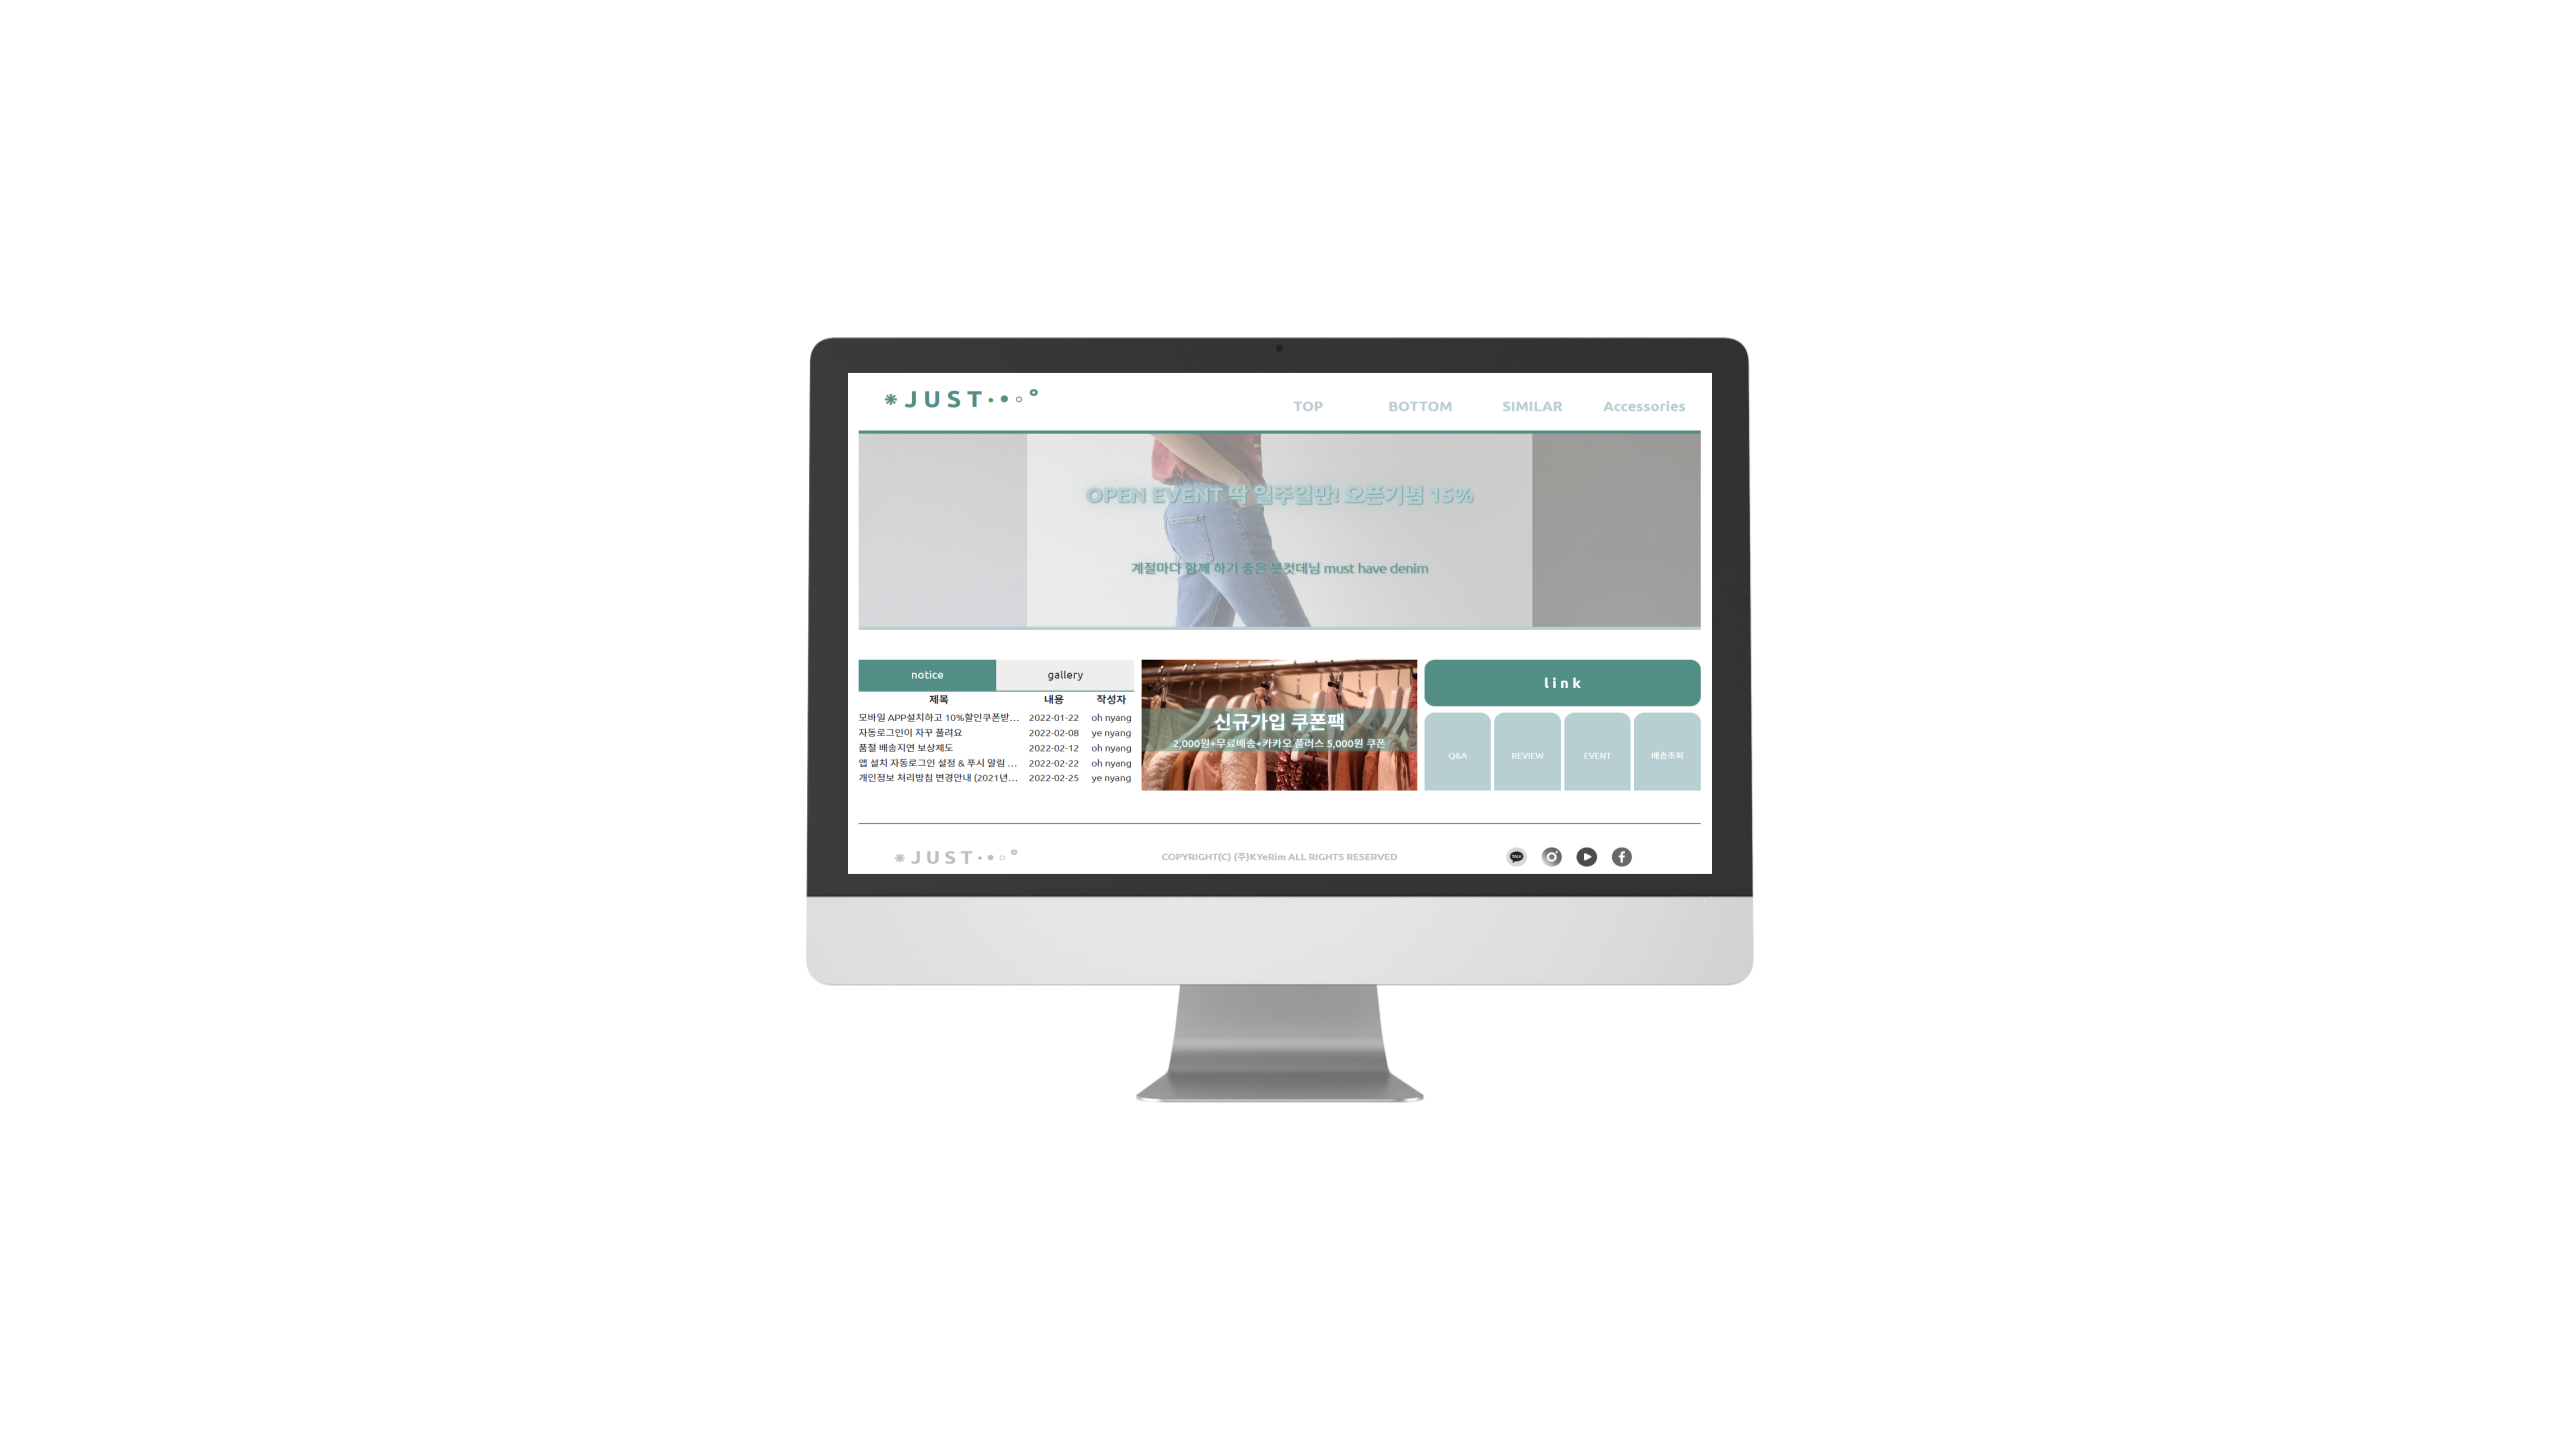 JUST
TOP BOTTOM SIMILAR Accessories
OPEN EVENT 딱 일주일만! 오픈기념 15%
계절마다 함께 하기 좋은 붓컷데님 must have denim
notice gallery
제목 내용 작성자
모바일 APP설치하고 10%할인쿠폰받... 2022-01-22 oh nyang
자동로그인이 자꾸 풀려요 2022-02-08 ye nyang
품절 배송지연 보상제도 2022-02-12 oh nyang
앱 설치 자동로그인 설정 & 푸시 알림 ... 2022-02-22 oh nyang
개인정보 처리방침 변경안내 (2021년... 2022-02-25 ye nyang
신규가입 쿠폰팩
2,000원+무료배송+카카오 플러스 5,000원 쿠폰
link
Q&A REVIEW EVENT 배송조회
JUST
COPYRIGHT(C) (주)KYeRim ALL RIGHTS RESERVED
TALK